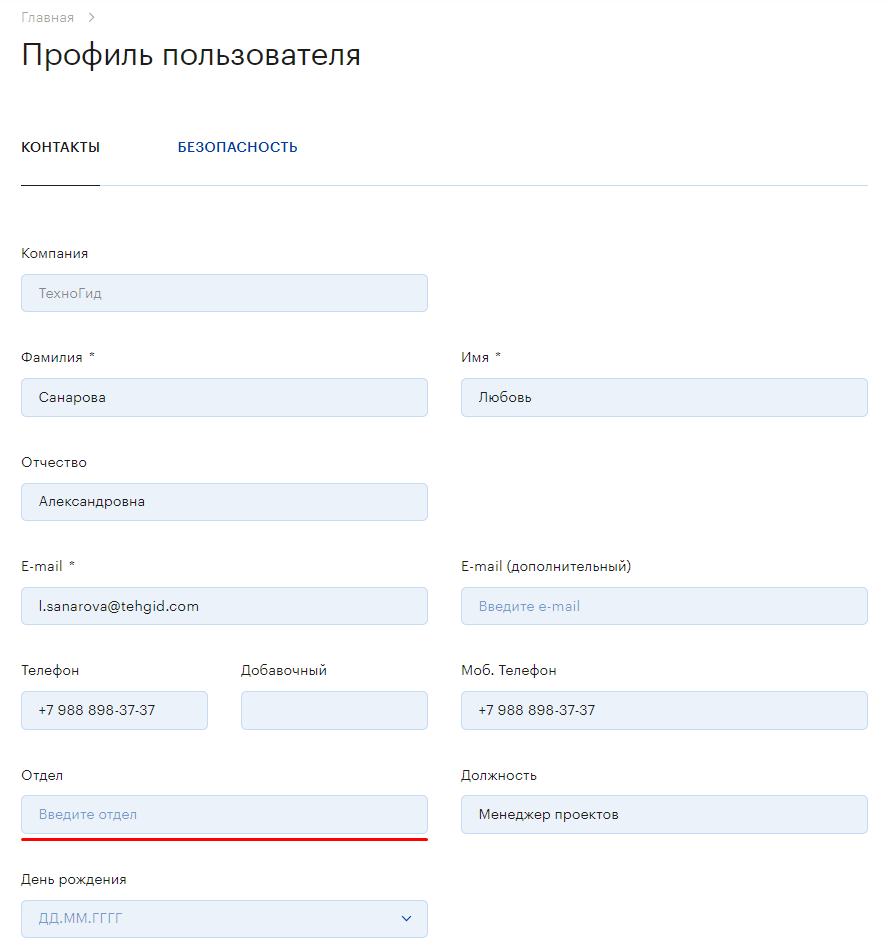 Главная
Профиль пользователя
КОНТАКТЫ БЕЗОПАСНОСТЬ
Компания
ТехноГид
Фамилия * Имя *
Санарова Любовь
Отчество
Александровна
E-mail * E-mail (дополнительный)
l.sanarova@tehgid.com Введите e-mail
Телефон Добавочный Моб. Телефон
+7 988 898-37-37 +7 988 898-37-37
Отдел Должность
Введите отдел Менеджер проектов
День рождения
ДД.ММ.ГГГГ